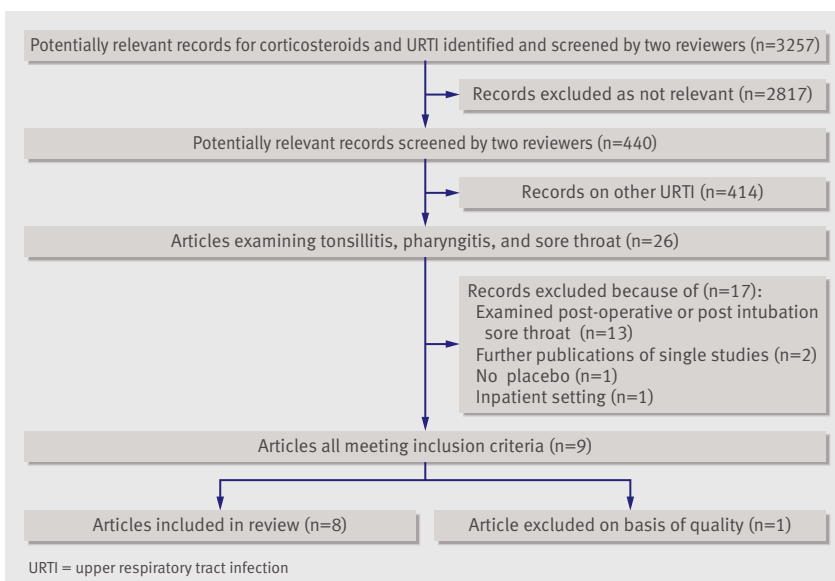 Potentially relevant records for corticosteroids and URTI identified and screened by two reviewers (n=3257)
Records excluded as not relevant (n=2817)
Potentially relevant records screened by two reviewers (n=440)
Records on other URTI (n=414)
Articles examining tonsillitis, pharyngitis, and sore throat (n=26)
Records excluded because of (n=17):
Examined post-operative or post intubation
sore throat (n=13)
Further publications of single studies (n=2)
No placebo (n=1)
Inpatient setting (n=1)
Articles all meeting inclusion criteria (n=9)
Articles included in review (n=8)
Article excluded on basis of quality (n=1)
URTI = upper respiratory tract infection